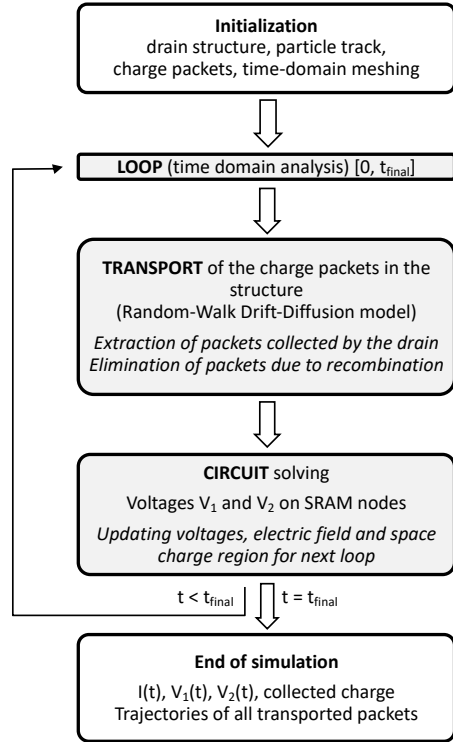 Initialization
drain structure, particle track,
charge packets, time-domain meshing
LOOP (time domain analysis) [0, t_final]
TRANSPORT of the charge packets in the
structure
(Random-Walk Drift-Diffusion model)
Extraction of packets collected by the drain
Elimination of packets due to recombination
CIRCUIT solving
Voltages V₁ and V₂ on SRAM nodes
Updating voltages, electric field and space
charge region for next loop
t < t_final t = t_final
End of simulation
I(t), V₁(t), V₂(t), collected charge
Trajectories of all transported packets